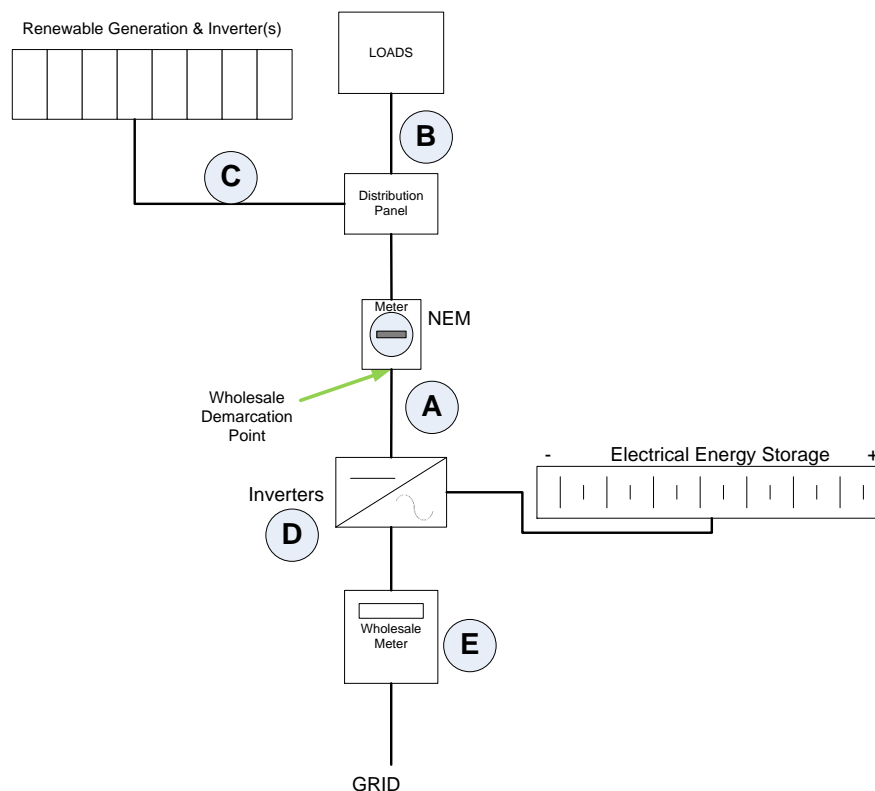 Renewable Generation & Inverter(s)
LOADS
B
C
Distribution
Panel
Meter
NEM
Wholesale
Demarcation
Point
A
- Electrical Energy Storage +
Inverters
D
Wholesale
Meter
E
GRID